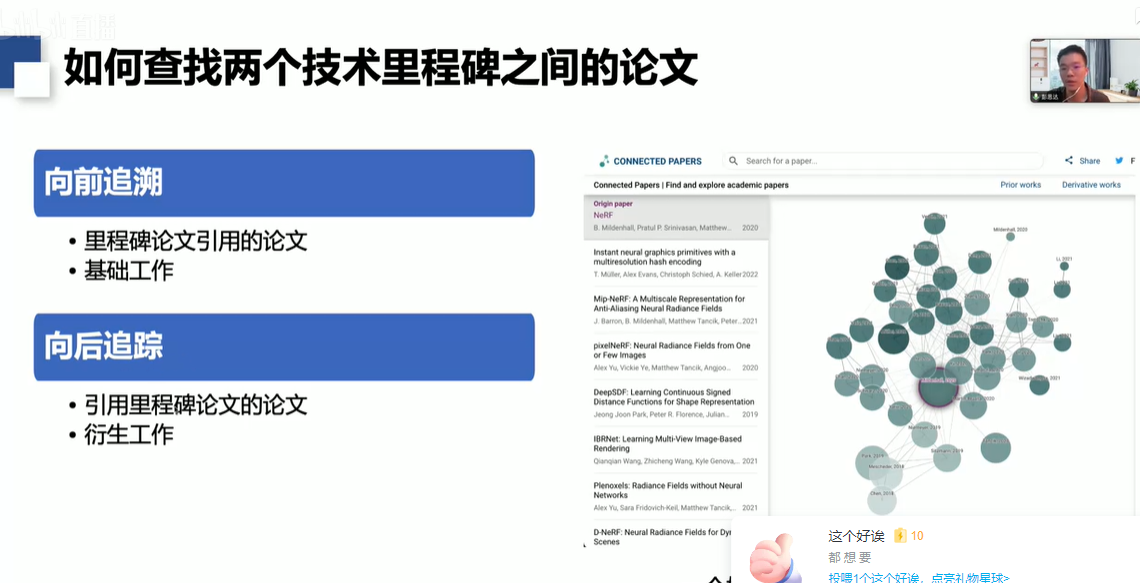 直播
如何查找两个技术里程碑之间的论文
向前追溯
• 里程碑论文引用的论文
• 基础工作
向后追踪
• 引用里程碑论文的论文
• 衍生工作
CONNECTED PAPERS
Search for a paper...
Share
F
Connected Papers | Find and explore academic papers
Prior works
Derivative works
Origin paper
NeRF
B. Mildenhall, Pratul P. Srinivasan, Matthew... 2020
Instant neural graphics primitives with a
multiresolution hash encoding
T. Müller, Alex Evans, Christoph Schied, A. Keller 2022
Mip-NeRF: A Multiscale Representation for
Anti-Aliasing Neural Radiance Fields
J. Barron, B. Mildenhall, Matthew Tancik, Peter... 2021
pixelNeRF: Neural Radiance Fields from One
or Few Images
Alex Yu, Vickie Ye, Matthew Tancik, Angjoo... 2020
DeepSDF: Learning Continuous Signed
Distance Functions for Shape Representation
Jeong Joon Park, Peter R. Florence, Julian... 2019
IBRNet: Learning Multi-View Image-Based
Rendering
Qianqian Wang, Zhicheng Wang, Kyle Genova,... 2021
Plenoxels: Radiance Fields without Neural
Networks
Alex Yu, Sara Fridovich-Keil, Matthew Tancik,... 2021
D-NeRF: Neural Radiance Fields for Dyn
Scenes
Mildenhall, 2020
Li, 2021
Park, 2019
Chen, 2018
这个好诶 10
都想要
投喂1个这个好诶，点亮礼物星球>